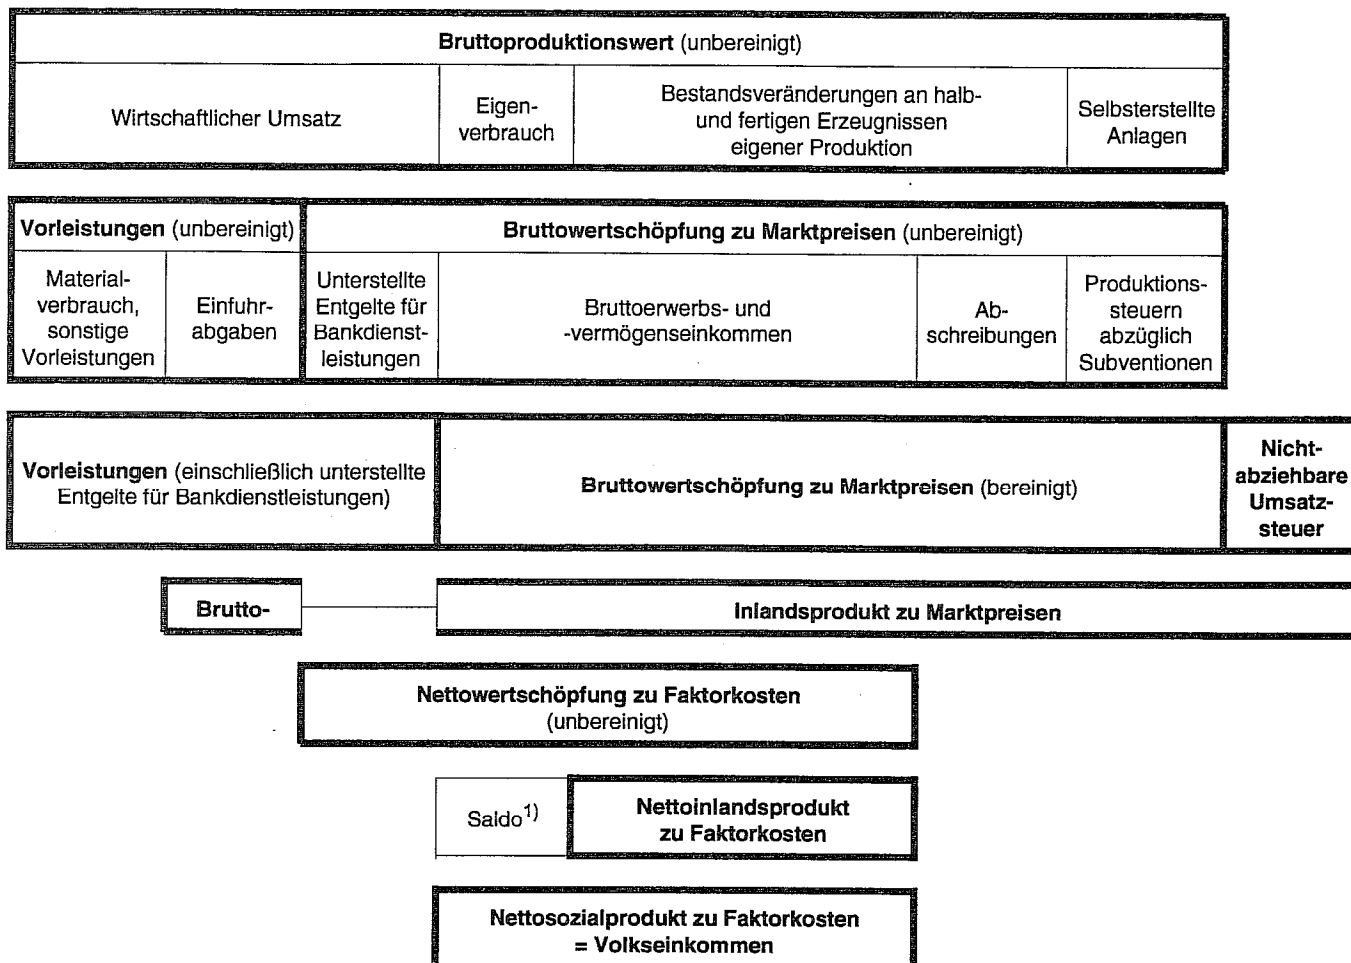 Bruttoproduktionswert (unbereinigt)
Wirtschaftlicher Umsatz
Eigen-
verbrauch
Bestandsveränderungen an halb-
und fertigen Erzeugnissen
eigener Produktion
Selbsterstellte
Anlagen
Vorleistungen (unbereinigt)
Bruttowertschöpfung zu Marktpreisen (unbereinigt)
Material-
verbrauch,
sonstige
Vorleistungen
Einfuhr-
abgaben
Unterstellte
Entgelte für
Bankdienst-
leistungen
Bruttoerwerbs- und
-vermögenseinkommen
Ab-
schreibungen
Produktions-
steuern
abzüglich
Subventionen
Vorleistungen (einschließlich unterstellte
Entgelte für Bankdienstleistungen)
Bruttowertschöpfung zu Marktpreisen (bereinigt)
Nicht-
abziehbare
Umsatz-
steuer
Brutto-
Inlandsprodukt zu Marktpreisen
Nettowertschöpfung zu Faktorkosten
(unbereinigt)
Saldo1)
Nettoinlandsprodukt
zu Faktorkosten
Nettosozialprodukt zu Faktorkosten
= Volkseinkommen